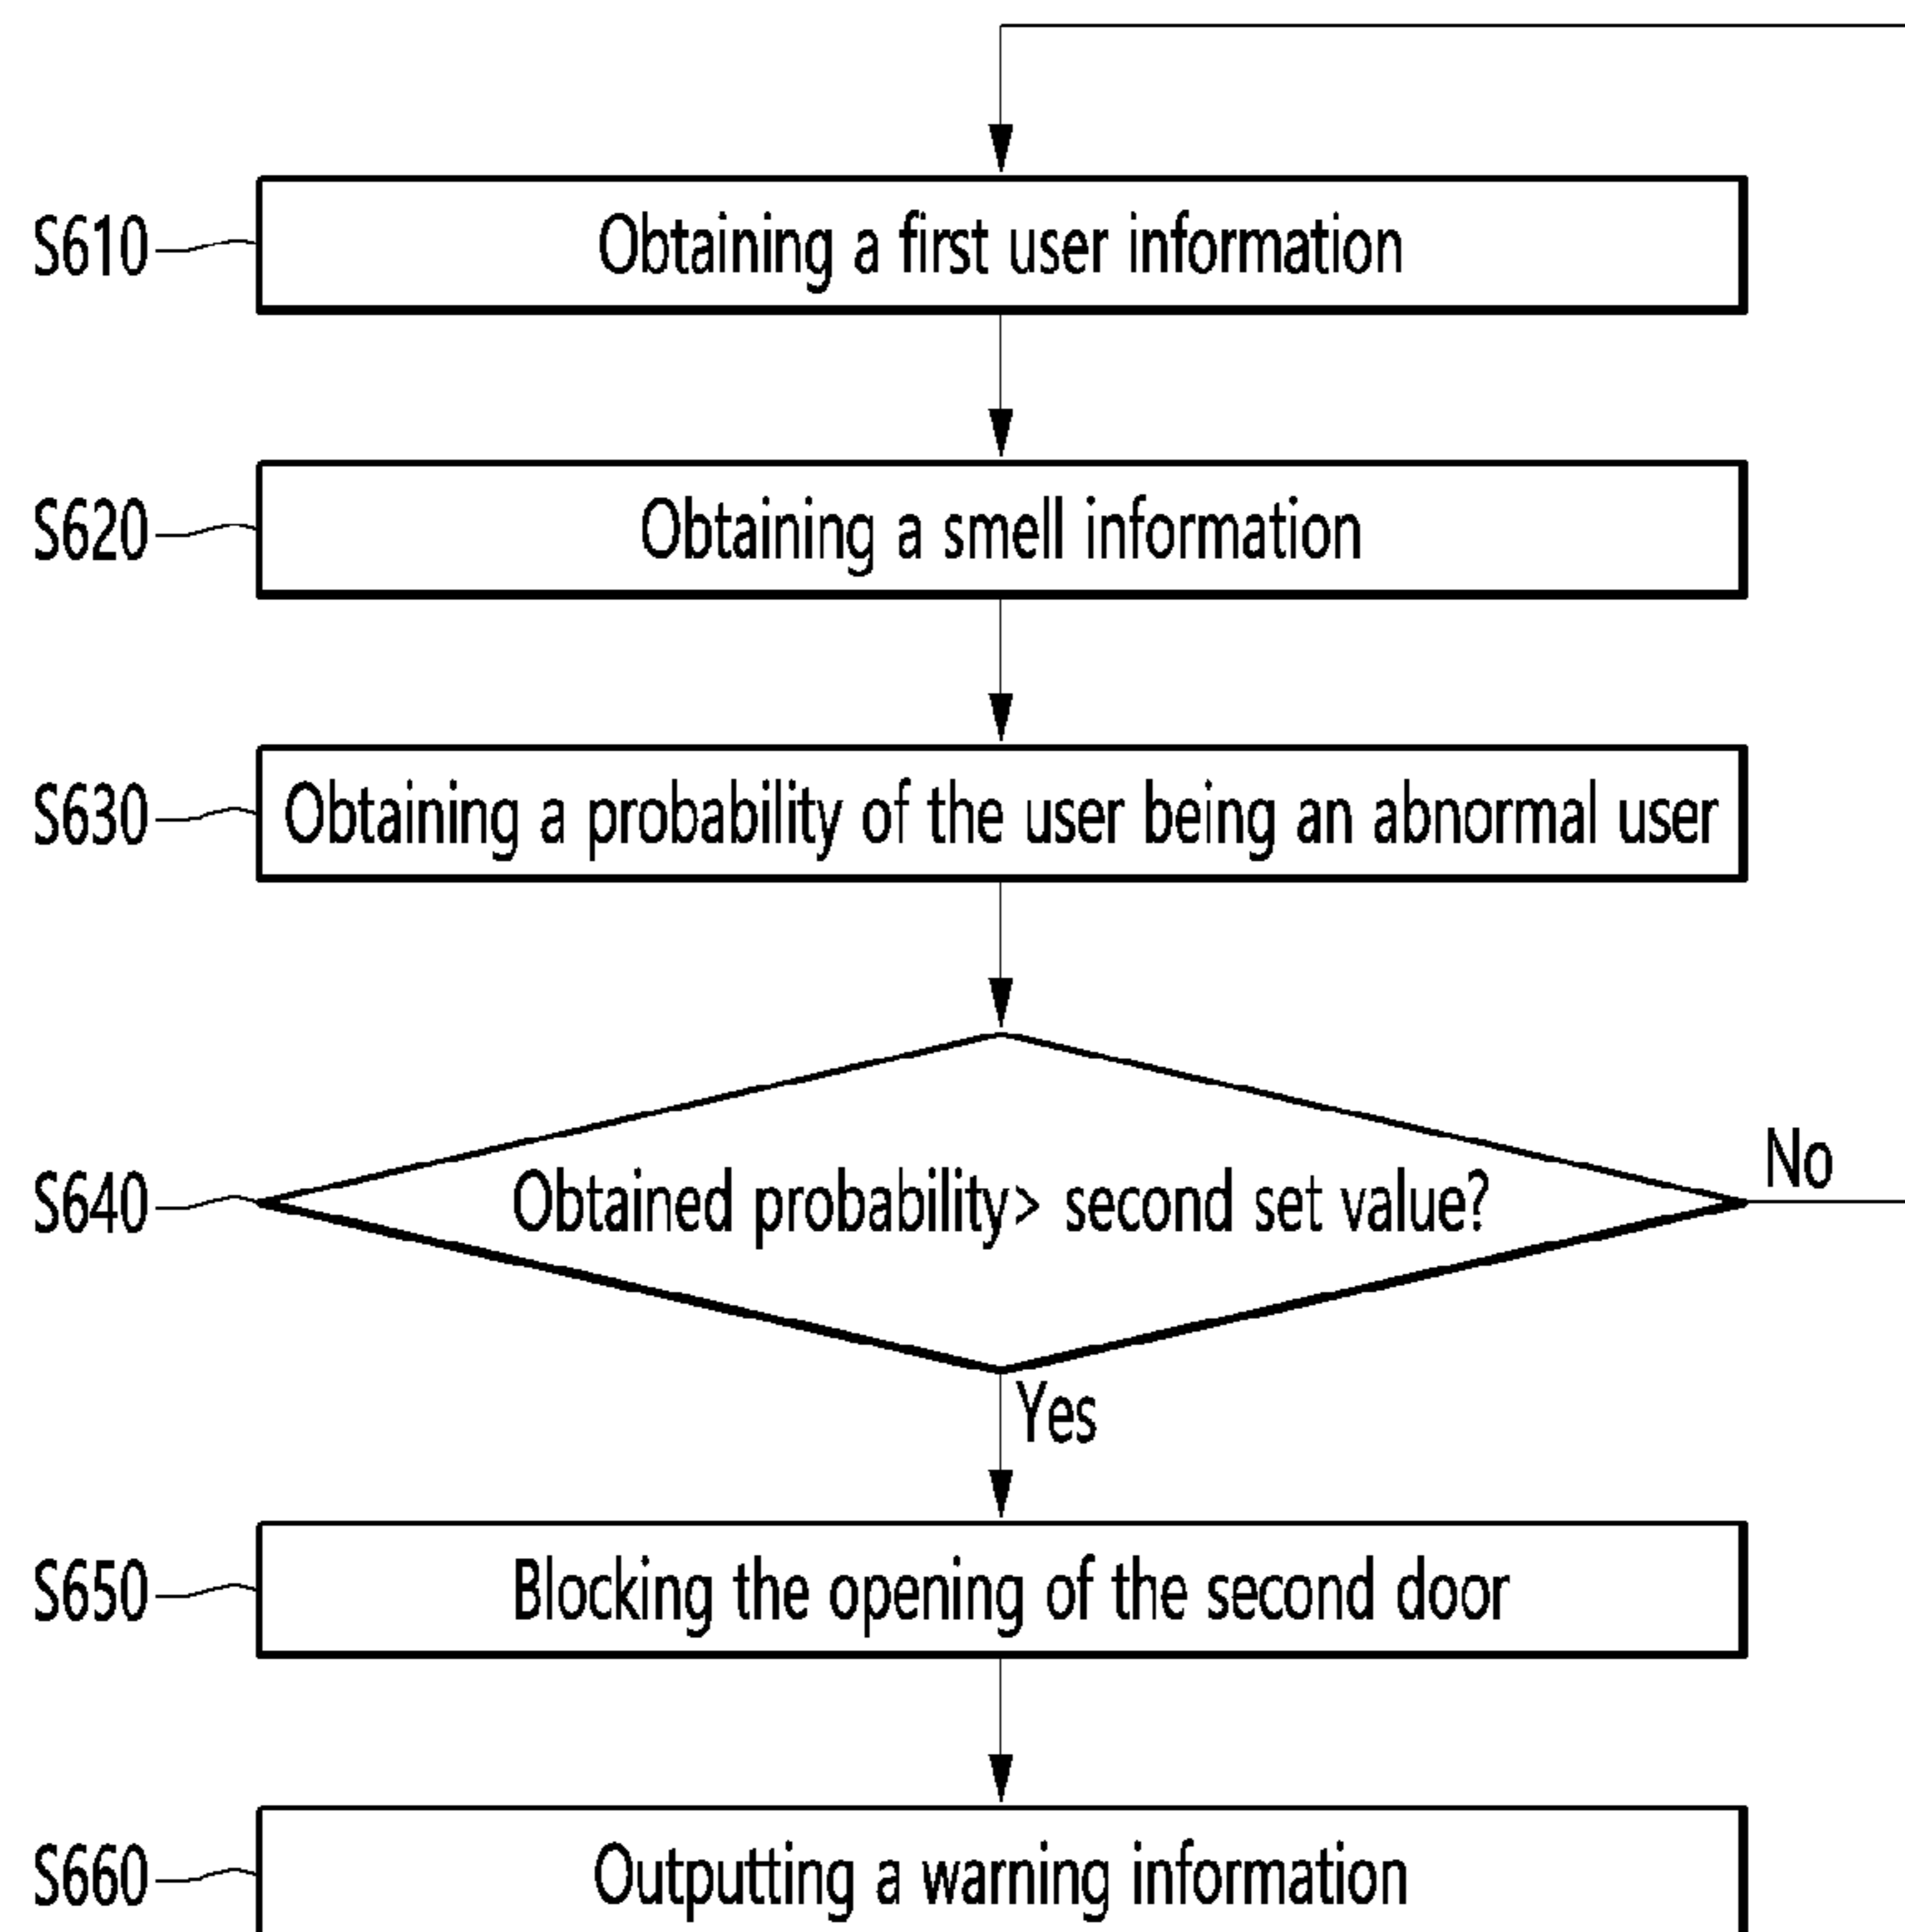 S610 Obtaining a first user information
S620 Obtaining a smell information
S630 Obtaining a probability of the user being an abnormal user
No
S640 Obtained probability> second set value?
Yes
S650 Blocking the opening of the second door
S660 Outputting a warning information